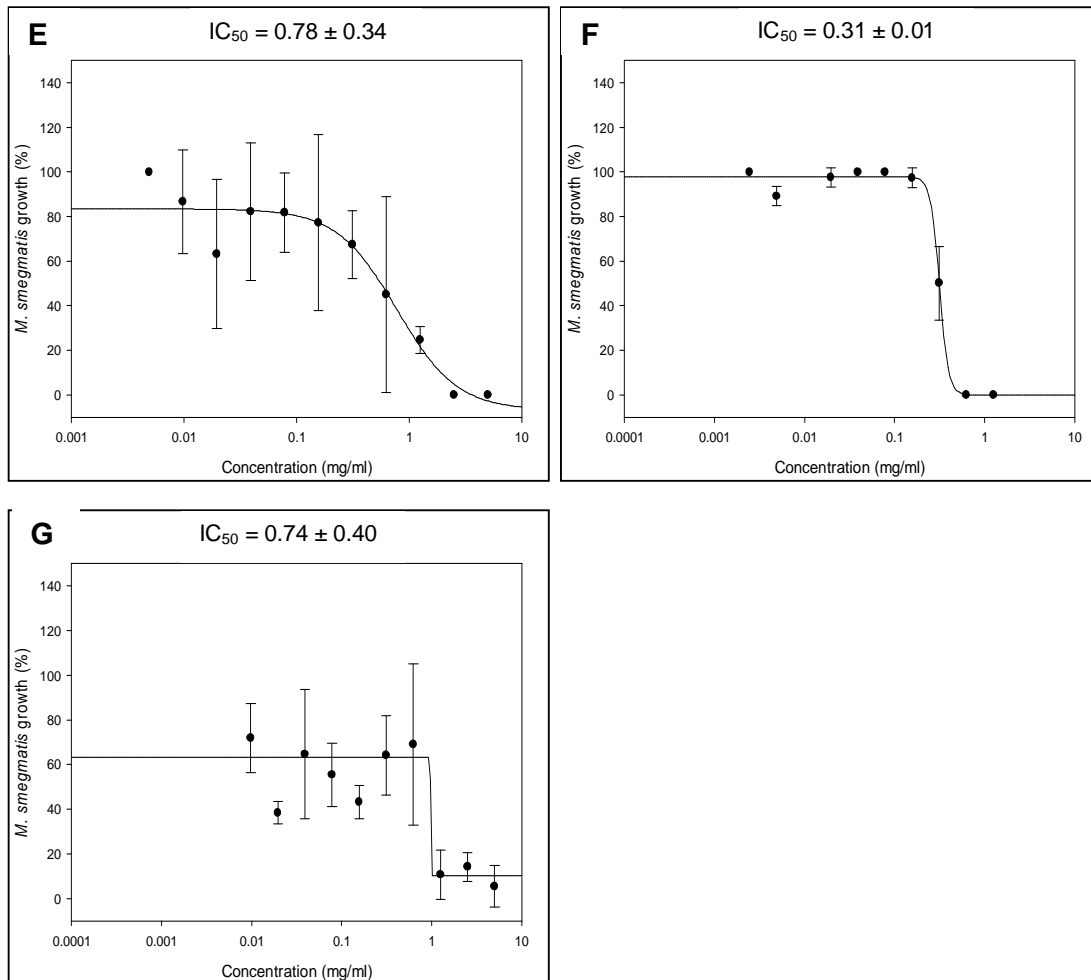 E
IC50 = 0.78 ± 0.34
M. smegmatis growth (%)
140
120
100
80
60
40
20
0
0.001 0.01 0.1 1 10
Concentration (mg/ml)
F
IC50 = 0.31 ± 0.01
M. smegmatis growth (%)
140
120
100
80
60
40
20
0
0.0001 0.001 0.01 0.1 1 10
Concentration (mg/ml)
G
IC50 = 0.74 ± 0.40
M. smegmatis growth (%)
140
120
100
80
60
40
20
0
0.0001 0.001 0.01 0.1 1 10
Concentration (mg/ml)